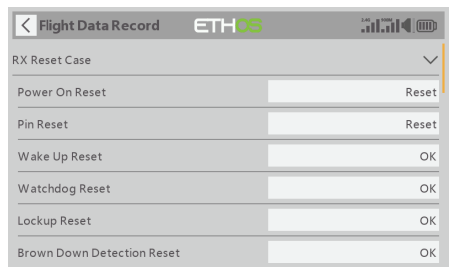 Flight Data Record
ETHOS
RX Reset Case
Power On Reset Reset
Pin Reset Reset
Wake Up Reset OK
Watchdog Reset OK
Lockup Reset OK
Brown Down Detection Reset OK